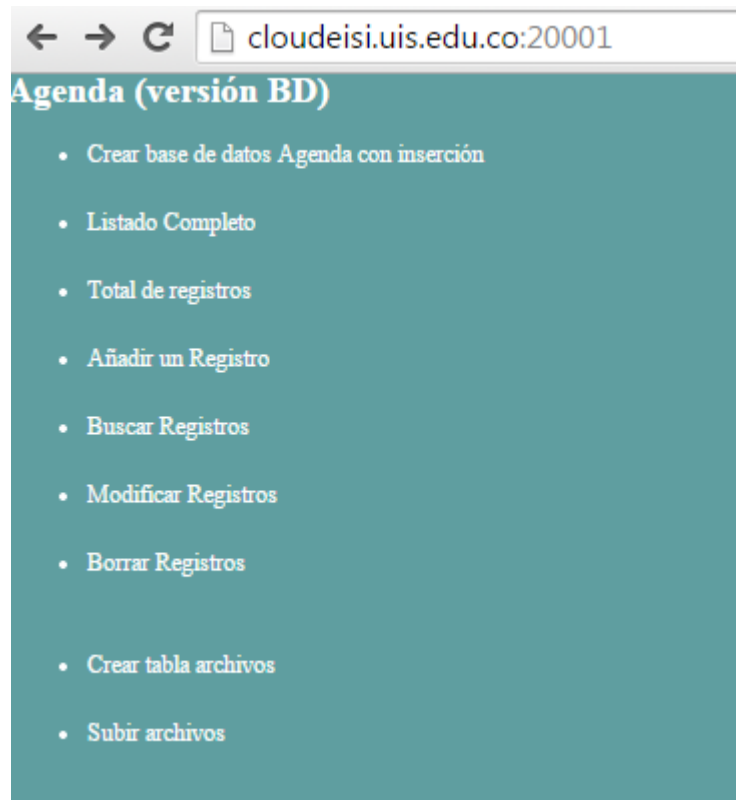 cloudeisi.uis.edu.co:20001
Agenda (versión BD)
Crear base de datos Agenda con inserción
Listado Completo
Total de registros
Añadir un Registro
Buscar Registros
Modificar Registros
Borrar Registros
Crear tabla archivos
Subir archivos